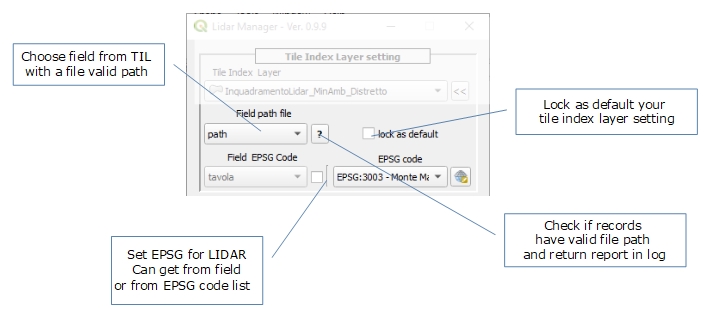 Lidar Manager - Ver. 0.9.9
Choose field from TIL
with a file valid path
Tile Index Layer setting
Tile Index Layer
InquadramentoLidar_MinAmb_Distretto
<<
Field path file
path
?
lock as default
Lock as default your
tile index layer setting
Field EPSG Code
EPSG code
tavola
EPSG:3003 - Monte Ma
Set EPSG for LIDAR
Can get from field
or from EPSG code list
Check if records
have valid file path
and return report in log